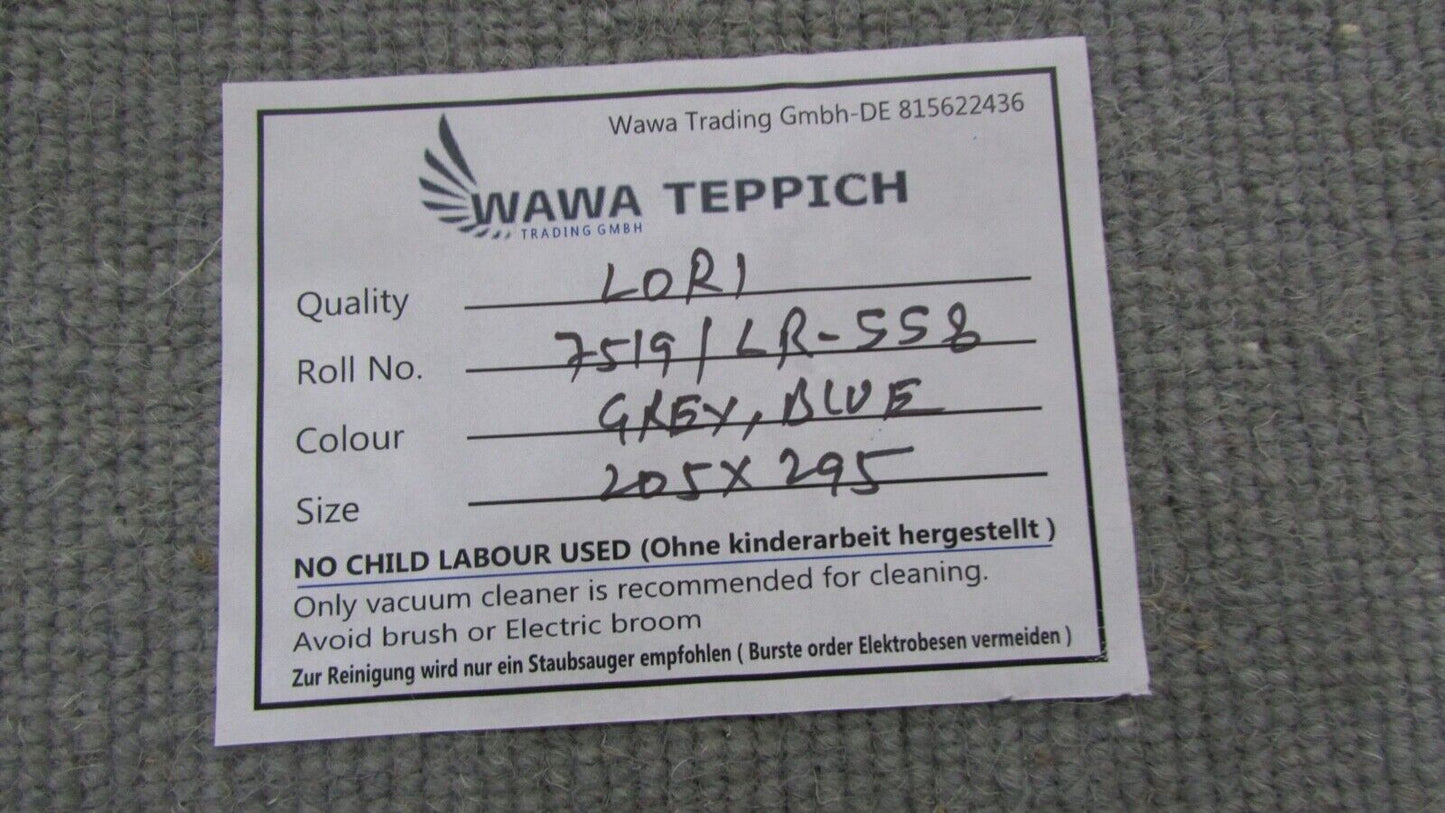 Wawa Trading Gmbh-DE 815622436
WAWA TEPPICH
TRADING GMBH
Quality LORI
Roll No. 7519/LR-558
Colour GREY, BLUE
Size 205X295
NO CHILD LABOUR USED (Ohne kinderarbeit hergestellt )
Only vacuum cleaner is recommended for cleaning.
Avoid brush or Electric broom
Zur Reinigung wird nur ein Staubsauger empfohlen ( Burste order Elektrobesen vermeiden )